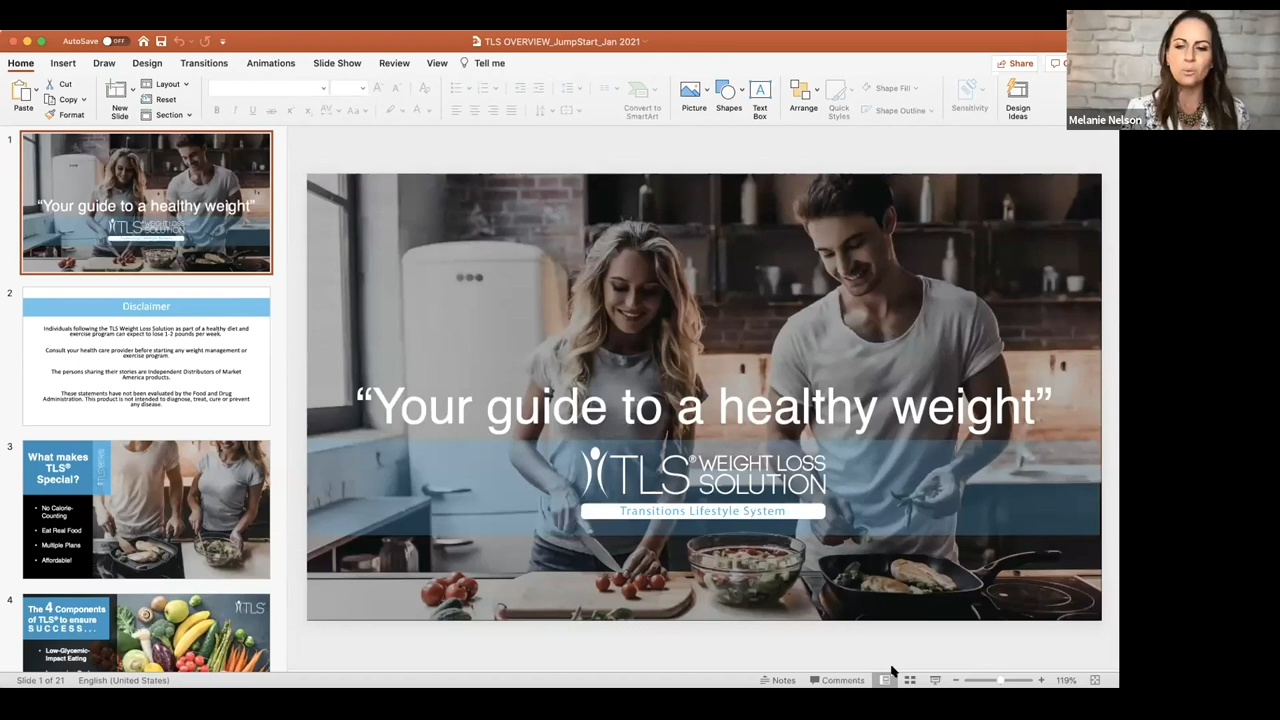 AutoSave OFF
TLS OVERVIEW_JumpStart_Jan 2021
Home Insert Draw Design Transitions Animations Slide Show Review View Tell me
Share
Paste
Cut
Copy
Format
New
Slide
Layout
Reset
Section
Convert to
SmartArt
Picture
Shapes
Text
Box
Arrange
Quick
Styles
Shape Fill
Shape Outline
Sensitivity
Design
Ideas
Melanie Nelson
1
“Your guide to a healthy weight”
TLS® WEIGHT LOSS
SOLUTION
2
Disclaimer
Individuals following the TLS Weight Loss Solution as part of a healthy diet and
exercise program can expect to lose 1-2 pounds per week.
Consult your health care provider before starting any weight management or
exercise program.
The persons sharing their stories are Independent Distributors of Market
America products.
These statements have not been evaluated by the Food and Drug
Administration. This product is not intended to diagnose, treat, cure or prevent
any disease.
3
What makes
TLS®
Special?
• No Calorie-
Counting
• Eat Real Food
• Multiple Plans
• Affordable!
4
The 4 Components
of TLS® to ensure
SUCCESS...
TLS
• Low-Glycemic-
Impact Eating
“Your guide to a healthy weight”
TLS® WEIGHT LOSS
SOLUTION
Transitions Lifestyle System
Slide 1 of 21 English (United States)
Notes Comments 119%